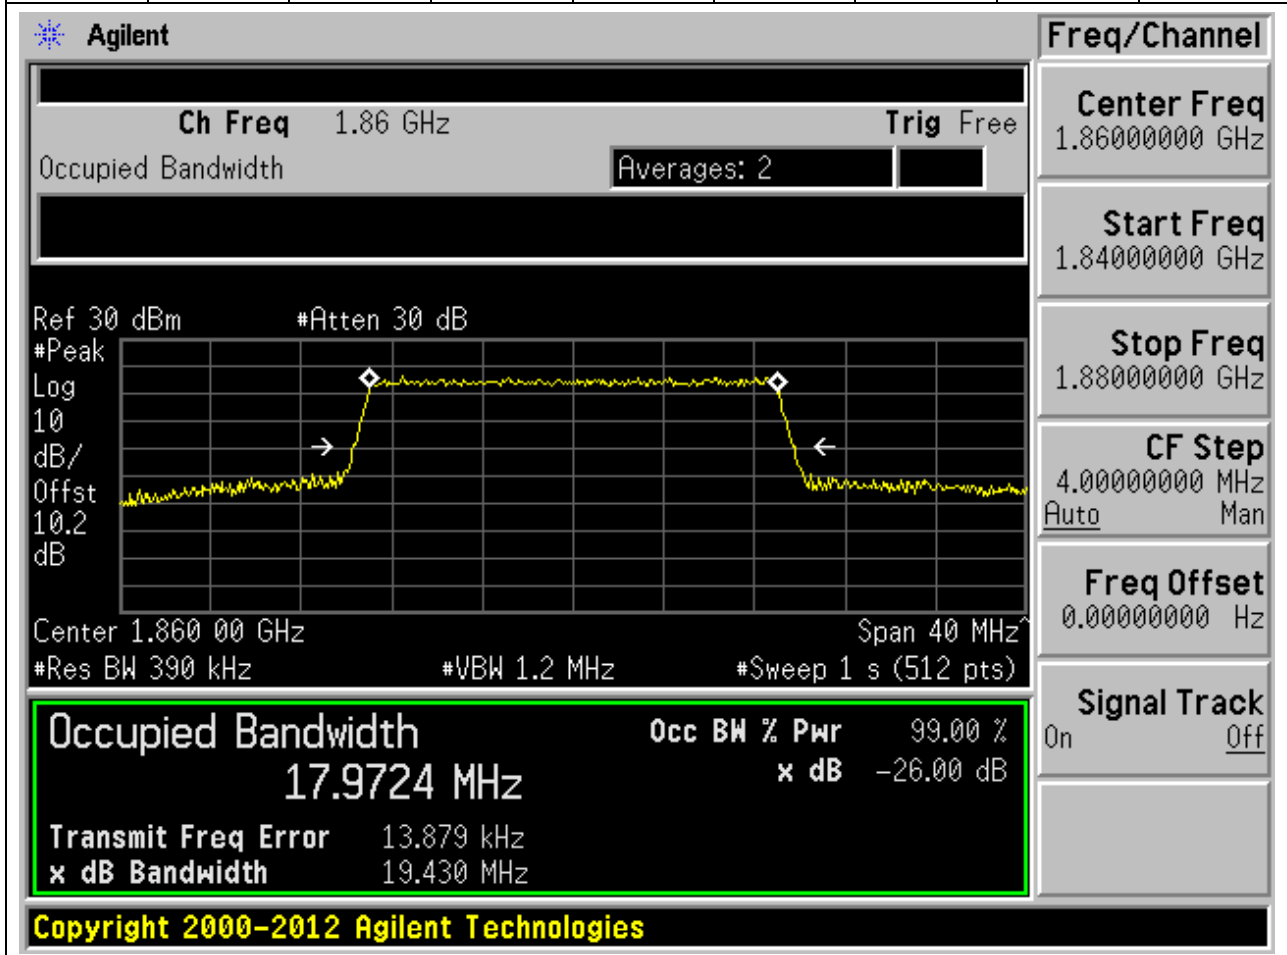 Agilent
Freq/Channel
Ch Freq 1.86 GHz Trig Free
Occupied Bandwidth Averages: 2
Center Freq
1.86000000 GHz
Start Freq
1.84000000 GHz
Stop Freq
1.88000000 GHz
CF Step
4.00000000 MHz
Auto Man
Freq Offset
0.00000000 Hz
Signal Track
On Off
Ref 30 dBm #Atten 30 dB
#Peak
Log
10
dB/
Offst
10.2
dB
Center 1.860 00 GHz Span 40 MHz^
#Res BW 390 kHz #VBW 1.2 MHz #Sweep 1 s (512 pts)
Occupied Bandwidth Occ BW % Pwr 99.00 %
17.9724 MHz x dB -26.00 dB
Transmit Freq Error 13.879 kHz
x dB Bandwidth 19.430 MHz
Copyright 2000-2012 Agilent Technologies